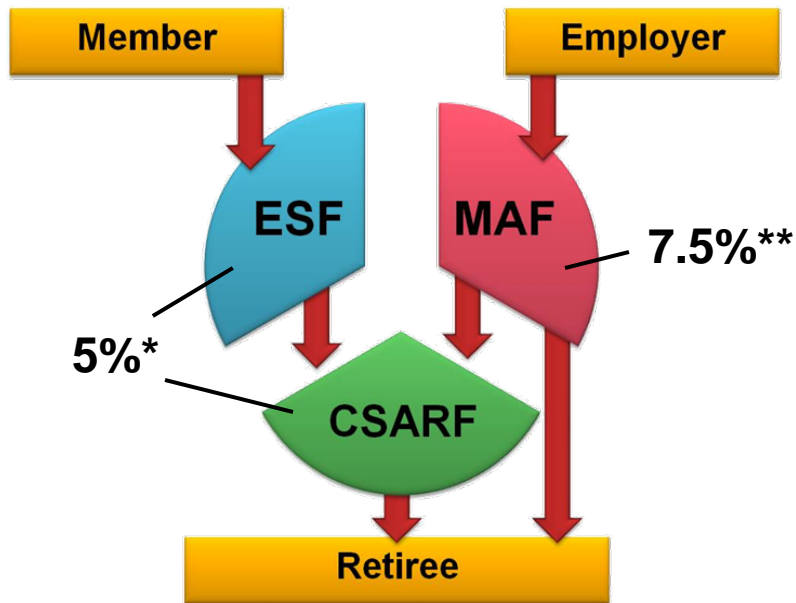 Member
Employer
ESF
MAF
7.5%**
5%*
CSARF
Retiree